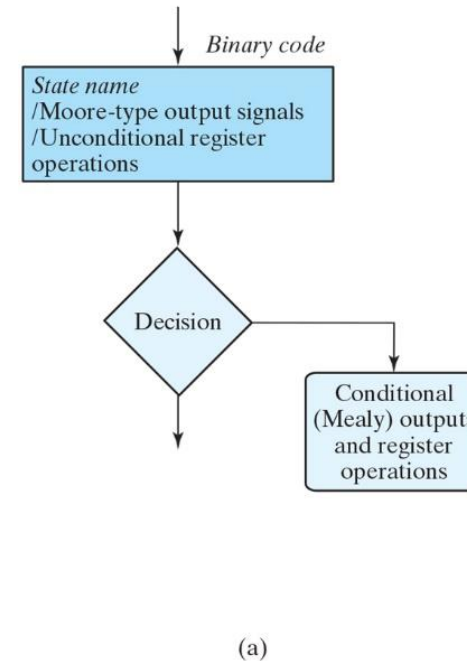 Binary code
State name
/Moore-type output signals
/Unconditional register
operations
Decision
Conditional
(Mealy) output
and register
operations
(a)